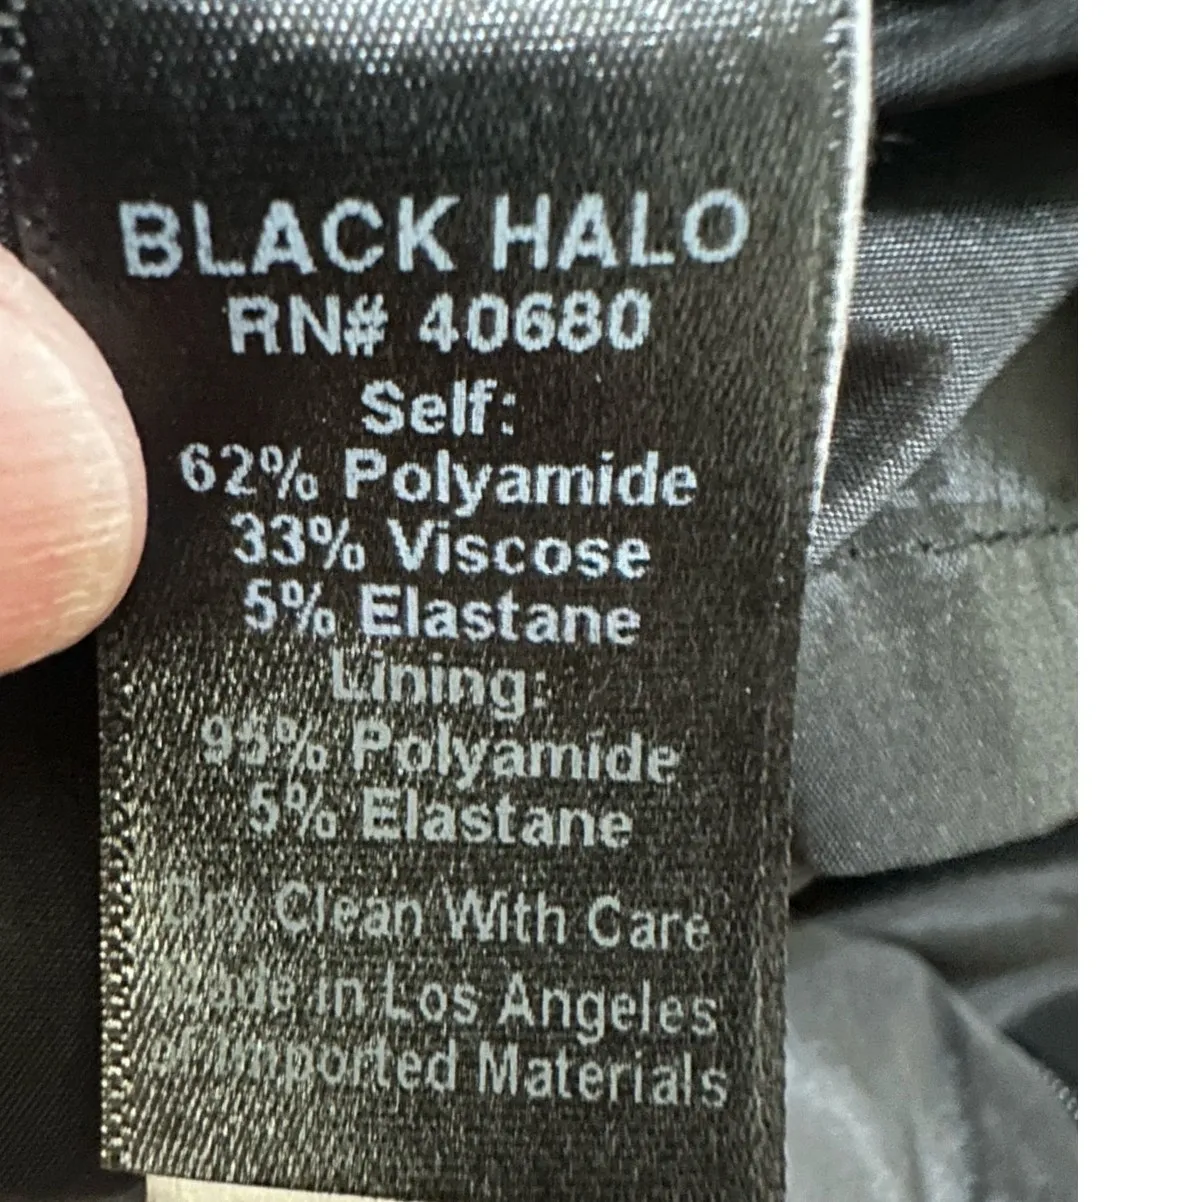 BLACK HALO
RN# 40680
Self:
62% Polyamide
33% Viscose
5% Elastane
Lining:
95% Polyamide
5% Elastane
Dry Clean With Care
Made in Los Angeles
of Imported Materials